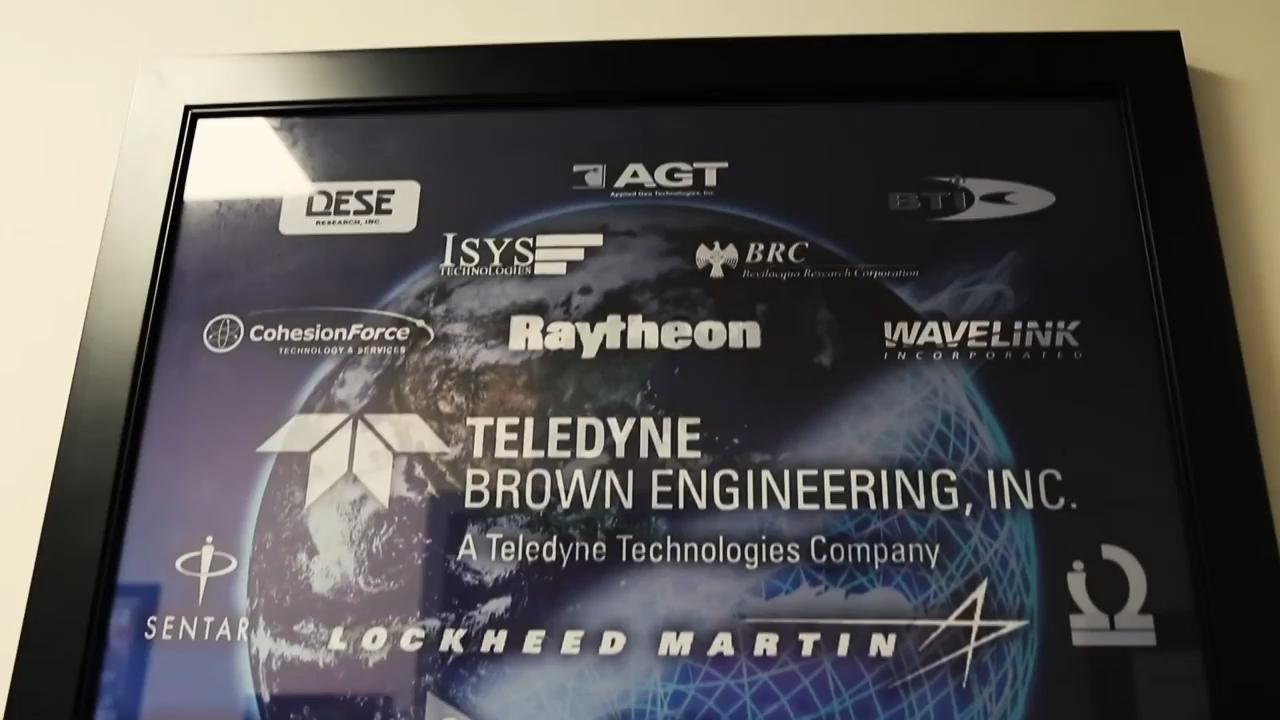 AGT
Applied Geo Technologies, Inc.
DESE
RESEARCH, INC.
BTI
ISYS
TECHNOLOGIES
BRC
Bevilacqua Research Corporation
CohesionForce
TECHNOLOGY & SERVICES
Raytheon
WAVELINK
INCORPORATED
TELEDYNE
BROWN ENGINEERING, INC.
A Teledyne Technologies Company
SENTAR
LOCKHEED MARTIN